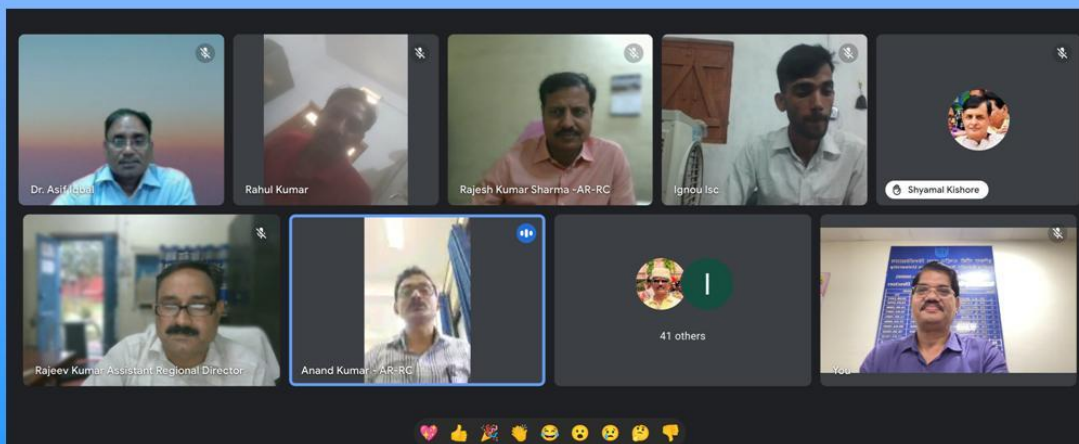 Dr. Asif Iqbal
Rahul Kumar
Rajesh Kumar Sharma -AR-RC
Ignou Isc
Shyamal Kishore
Rajeev Kumar Assistant Regional Director
Anand Kumar - AR-RC
I
41 others
You